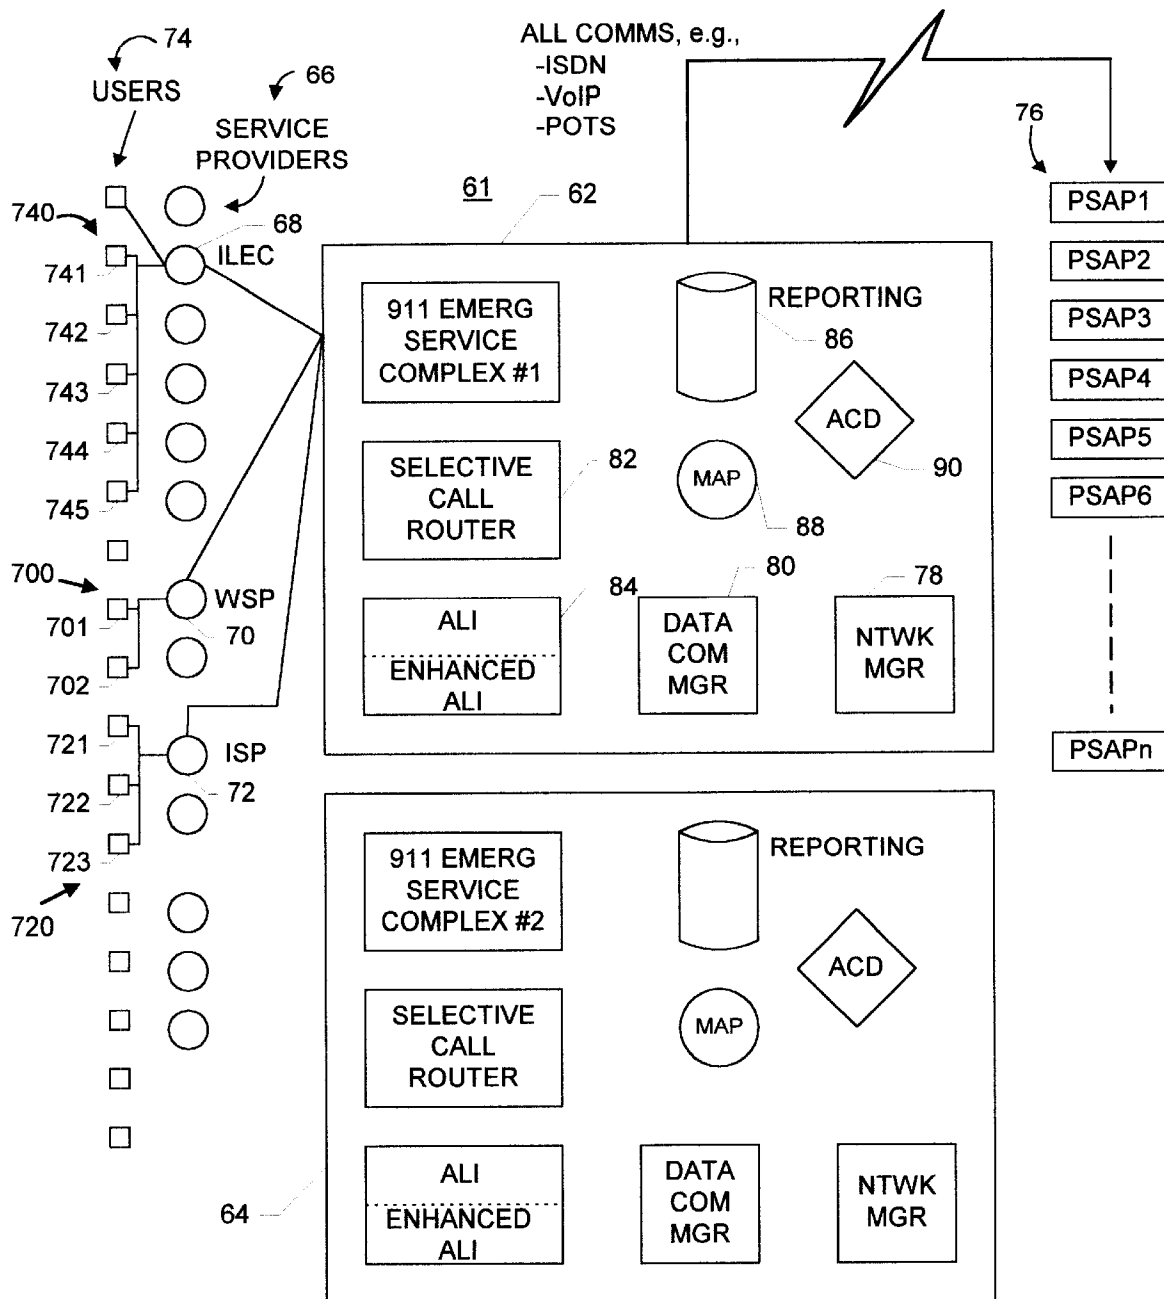 74
USERS
66
SERVICE
PROVIDERS
ALL COMMS, e.g.,
-ISDN
-VoIP
-POTS
76
61
62
740
68
ILEC
741
742
743
744
745
700
701
702
WSP
70
721
722
723
720
ISP
72
911 EMERG
SERVICE
COMPLEX #1
REPORTING
86
ACD
90
SELECTIVE
CALL
ROUTER
82
MAP
88
84
ALI
ENHANCED
ALI
80
DATA
COM
MGR
78
NTWK
MGR
PSAP1
PSAP2
PSAP3
PSAP4
PSAP5
PSAP6
PSAPn
911 EMERG
SERVICE
COMPLEX #2
REPORTING
ACD
SELECTIVE
CALL
ROUTER
MAP
64
ALI
ENHANCED
ALI
DATA
COM
MGR
NTWK
MGR